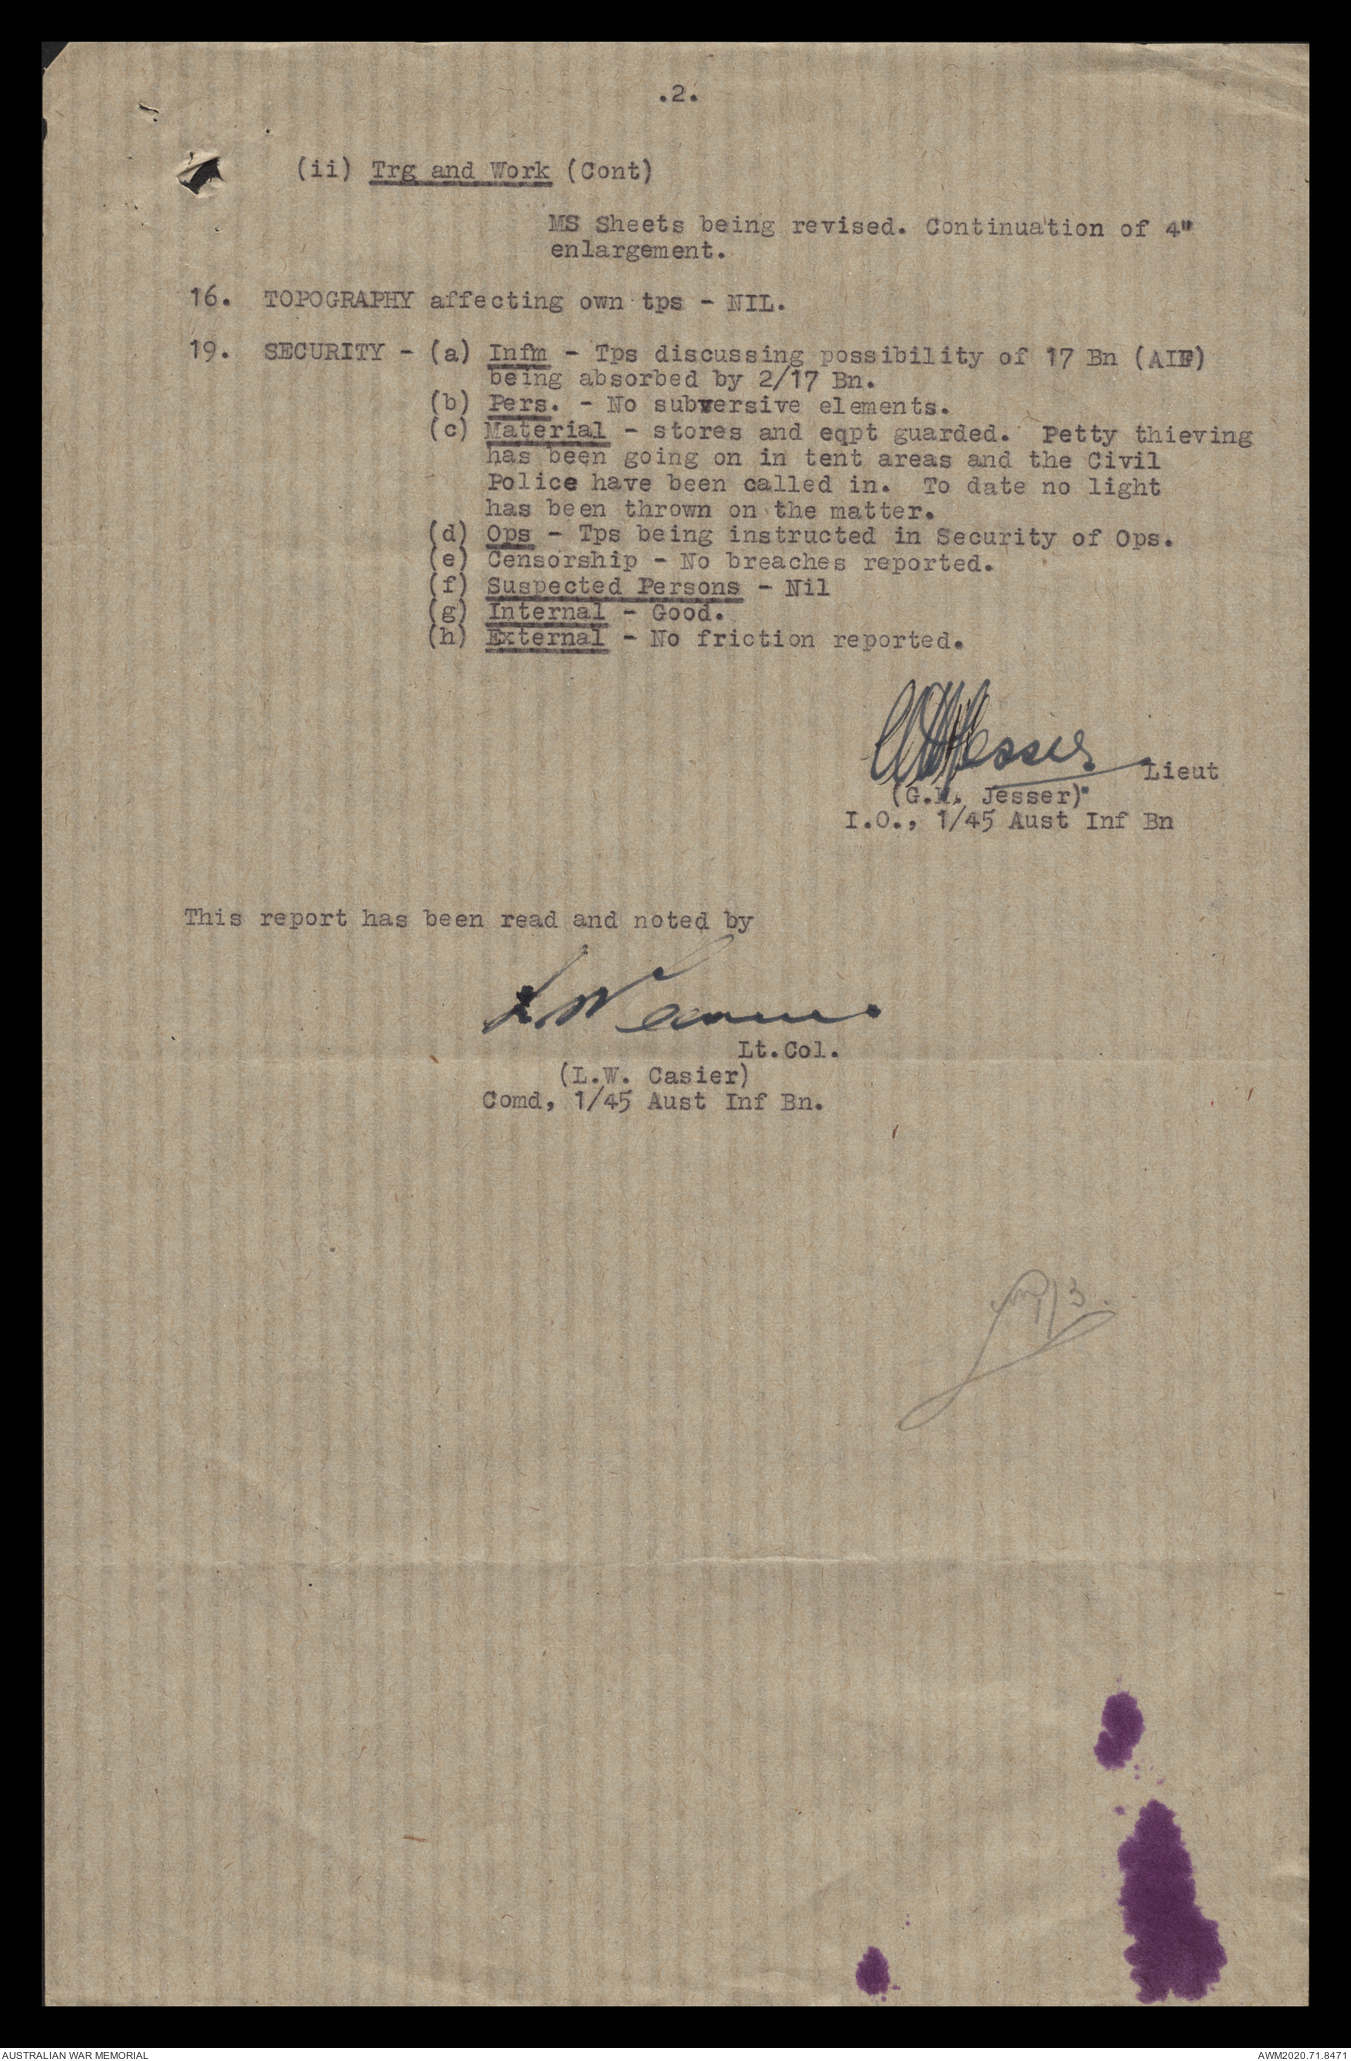 .2.
(ii) Trg and Work (Cont)
MS Sheets being revised. Continuation of 4"
enlargement.
16. TOPOGRAPHY affecting own tps - NIL.
19. SECURITY - (a) Infm - Tps discussing possibility of 17 Bn (AIF)
being absorbed by 2/17 Bn.
(b) Pers. - No subversive elements.
(c) Material - stores and eqpt guarded. Petty thieving
has been going on in tent areas and the Civil
Police have been called in. To date no light
has been thrown on the matter.
(d) Ops - Tps being instructed in Security of Ops.
(e) Censorship - No breaches reported.
(f) Suspected Persons - Nil
(g) Internal - Good.
(h) External - No friction reported.
Jesser Lieut
(G. Jesser)
I.O., 1/45 Aust Inf Bn
This report has been read and noted by
Lt.Col.
(L.W. Casier)
Comd, 1/45 Aust Inf Bn.
AUSTRALIAN WAR MEMORIAL
AWM2020.71.8471